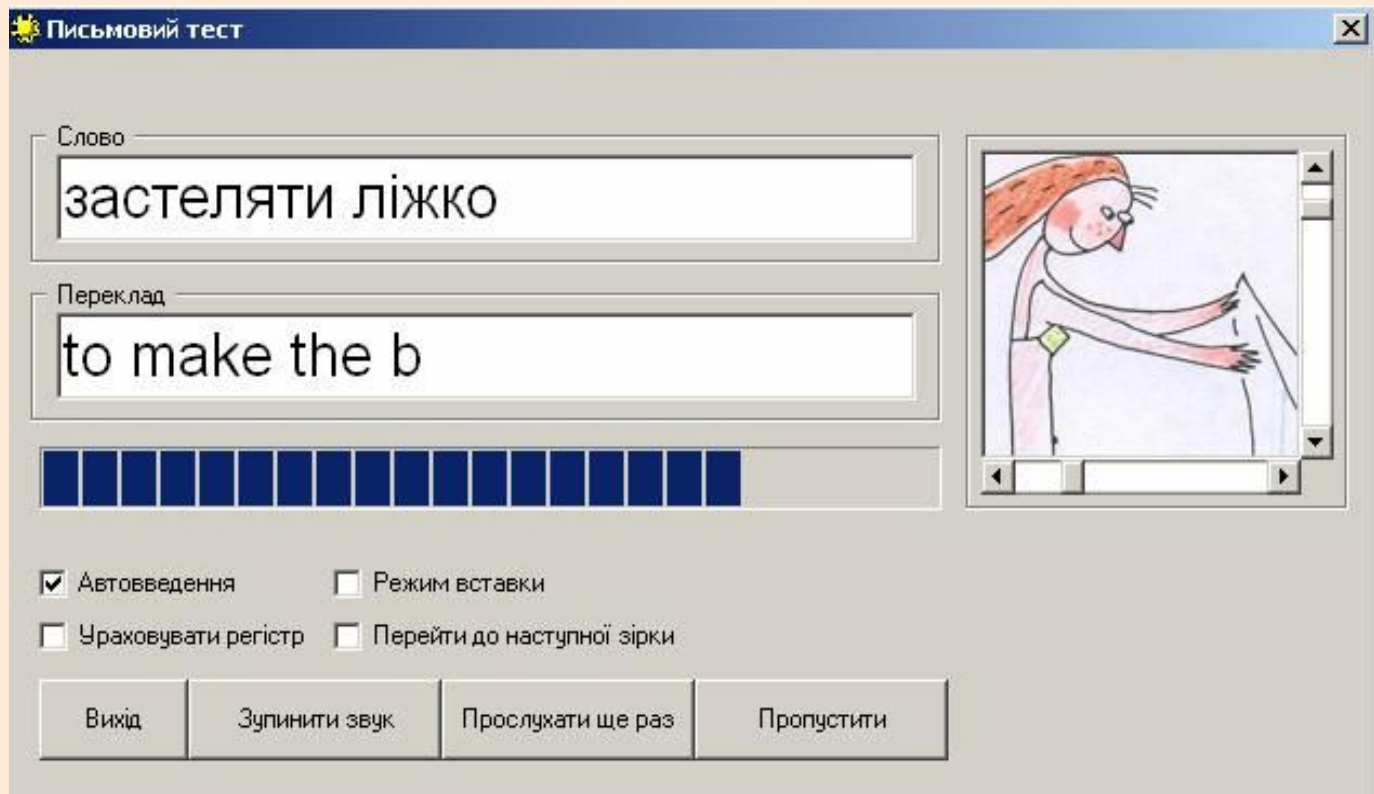 Письмовий тест
Слово
застеляти ліжко
Переклад
to make the b
Автовведення
Режим вставки
Ураховувати регістр
Перейти до наступної зірки
Вихід
Зупинити звук
Прослухати ще раз
Пропустити